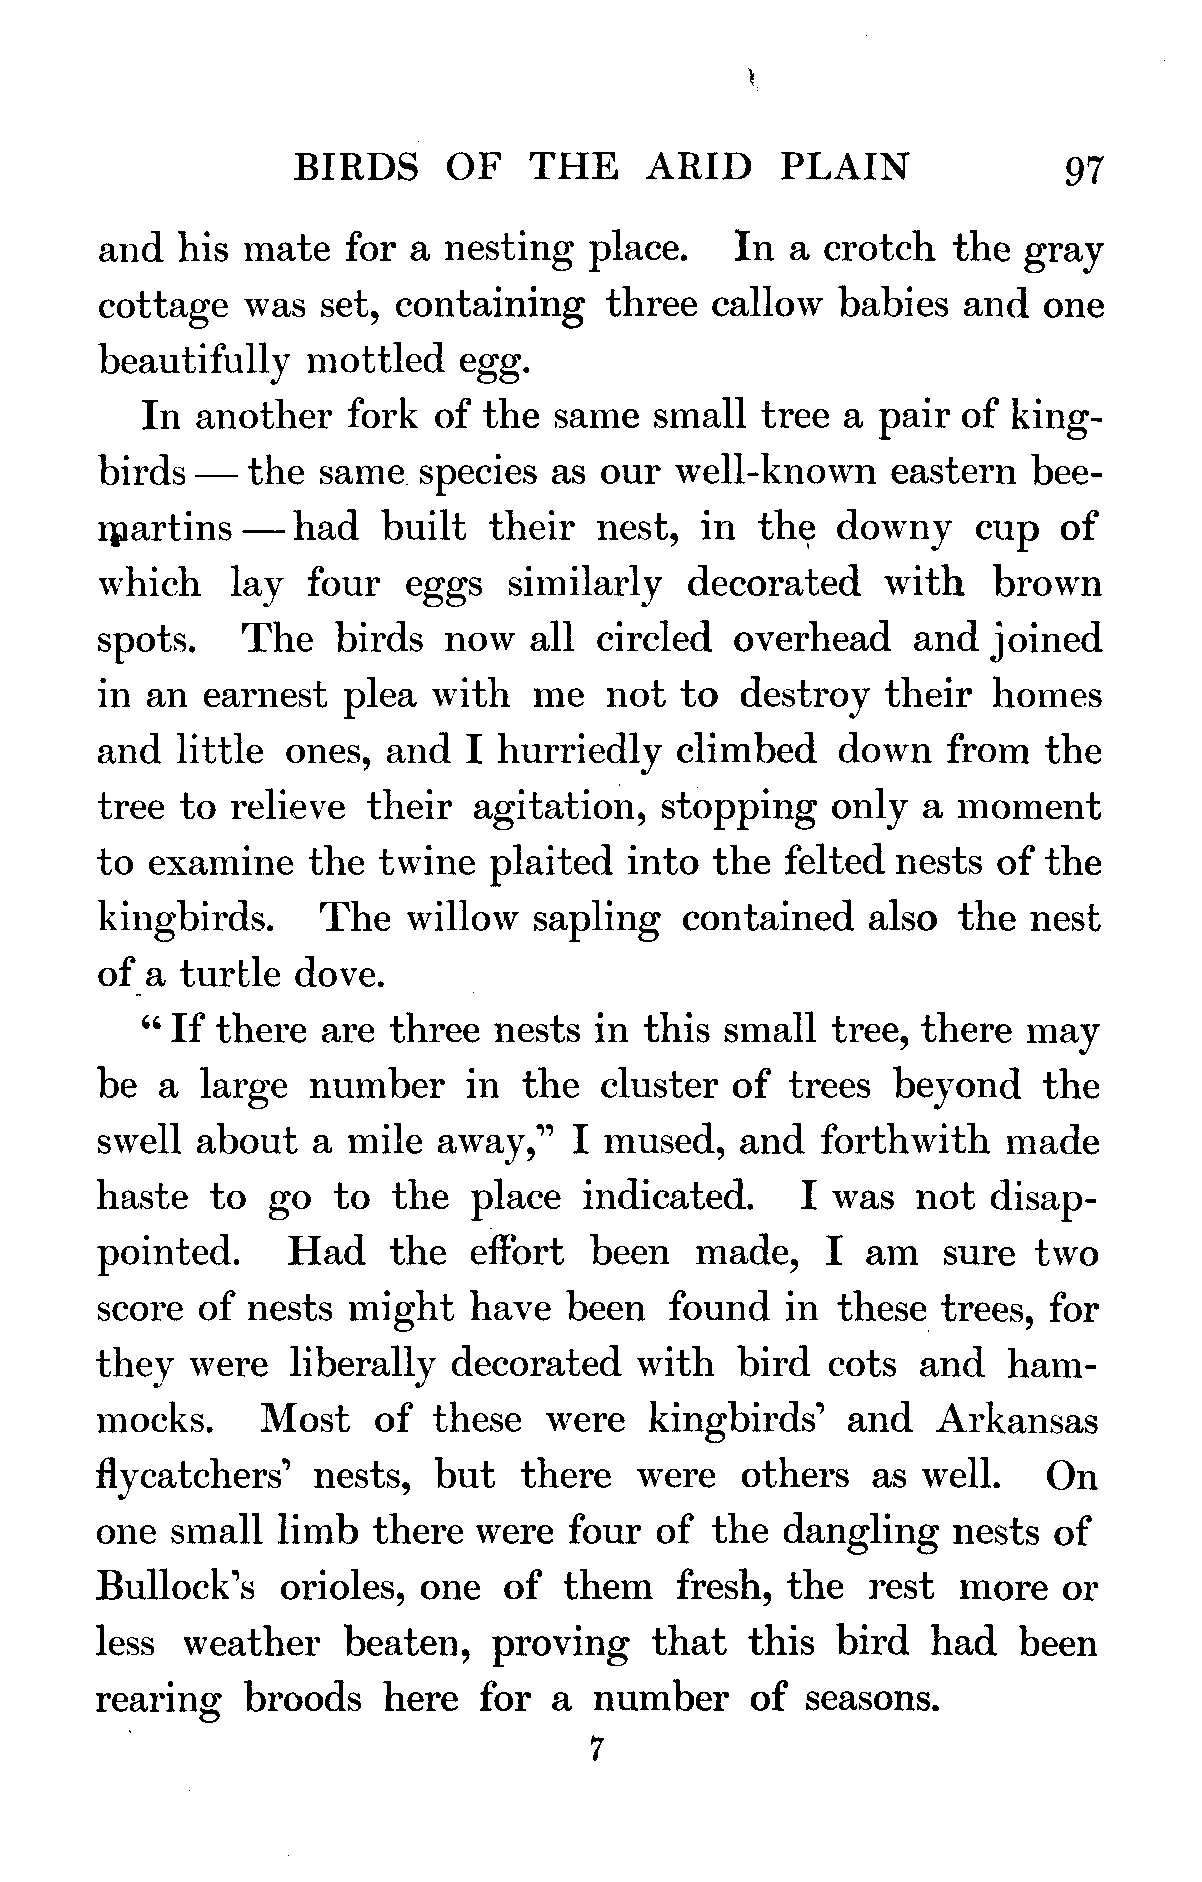 BIRDS OF THE ARID PLAIN 97
and his mate for a nesting place. In a crotch the gray
cottage was set, containing three callow babies and one
beautifully mottled egg.
In another fork of the same small tree a pair of king-
birds — the same species as our well-known eastern bee-
martins — had built their nest, in the downy cup of
which lay four eggs similarly decorated with brown
spots. The birds now all circled overhead and joined
in an earnest plea with me not to destroy their homes
and little ones, and I hurriedly climbed down from the
tree to relieve their agitation, stopping only a moment
to examine the twine plaited into the felted nests of the
kingbirds. The willow sapling contained also the nest
of a turtle dove.
“ If there are three nests in this small tree, there may
be a large number in the cluster of trees beyond the
swell about a mile away,” I mused, and forthwith made
haste to go to the place indicated. I was not disap-
pointed. Had the effort been made, I am sure two
score of nests might have been found in these trees, for
they were liberally decorated with bird cots and ham-
mocks. Most of these were kingbirds’ and Arkansas
flycatchers’ nests, but there were others as well. On
one small limb there were four of the dangling nests of
Bullock’s orioles, one of them fresh, the rest more or
less weather beaten, proving that this bird had been
rearing broods here for a number of seasons.
7